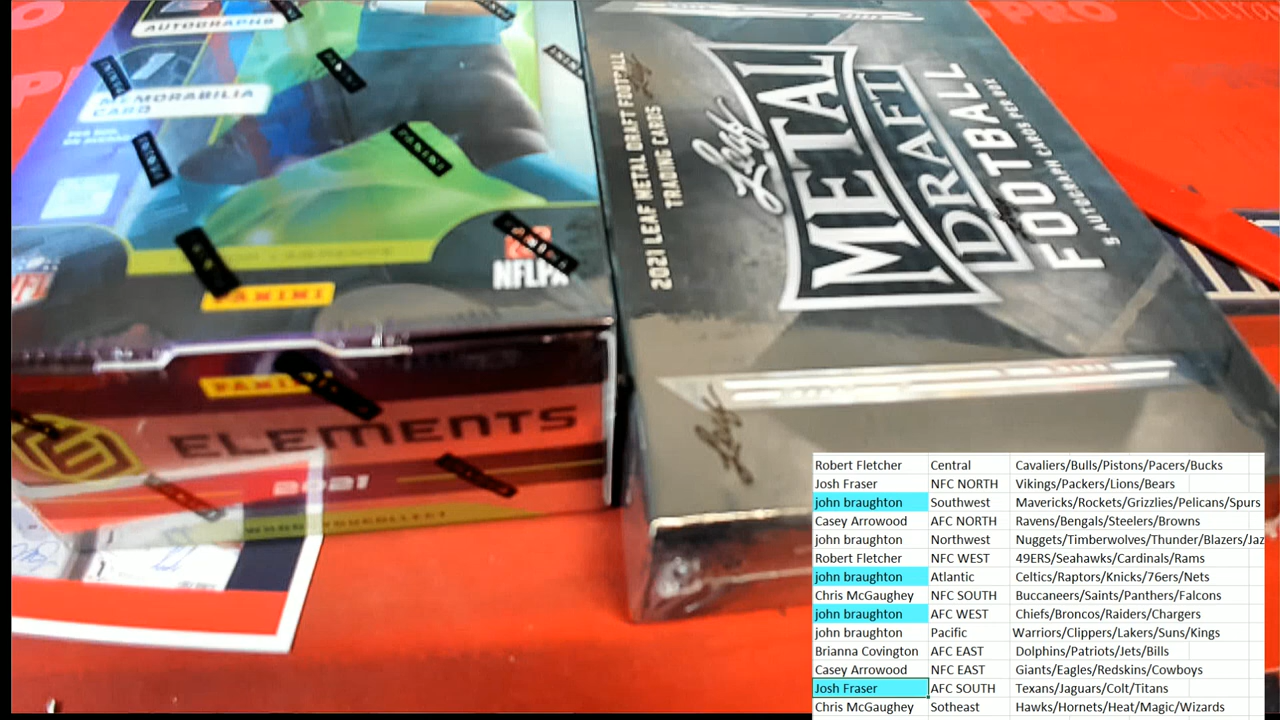 AUTOGRAPHS
MEMORABILIA
CARD
PANINI
PANINI
NFLPA
NFL
PANINI
PANINI
ELEMENTS
2021
2021 LEAF METAL DRAFT FOOTBALL
TRADING CARDS
Leaf
METAL
DRAFT
FOOTBALL
5 AUTOGRAPH CARDS PER BOX
Leaf
Robert Fletcher Central Cavaliers/Bulls/Pistons/Pacers/Bucks
Josh Fraser NFC NORTH Vikings/Packers/Lions/Bears
john braughton Southwest Mavericks/Rockets/Grizzlies/Pelicans/Spurs
Casey Arrowood AFC NORTH Ravens/Bengals/Steelers/Browns
john braughton Northwest Nuggets/Timberwolves/Thunder/Blazers/Jaz
Robert Fletcher NFC WEST 49ERS/Seahawks/Cardinals/Rams
john braughton Atlantic Celtics/Raptors/Knicks/76ers/Nets
Chris McGaughey NFC SOUTH Buccaneers/Saints/Panthers/Falcons
john braughton AFC WEST Chiefs/Broncos/Raiders/Chargers
john braughton Pacific Warriors/Clippers/Lakers/Suns/Kings
Brianna Covington AFC EAST Dolphins/Patriots/Jets/Bills
Casey Arrowood NFC EAST Giants/Eagles/Redskins/Cowboys
Josh Fraser AFC SOUTH Texans/Jaguars/Colt/Titans
Chris McGaughey Sotheast Hawks/Hornets/Heat/Magic/Wizards